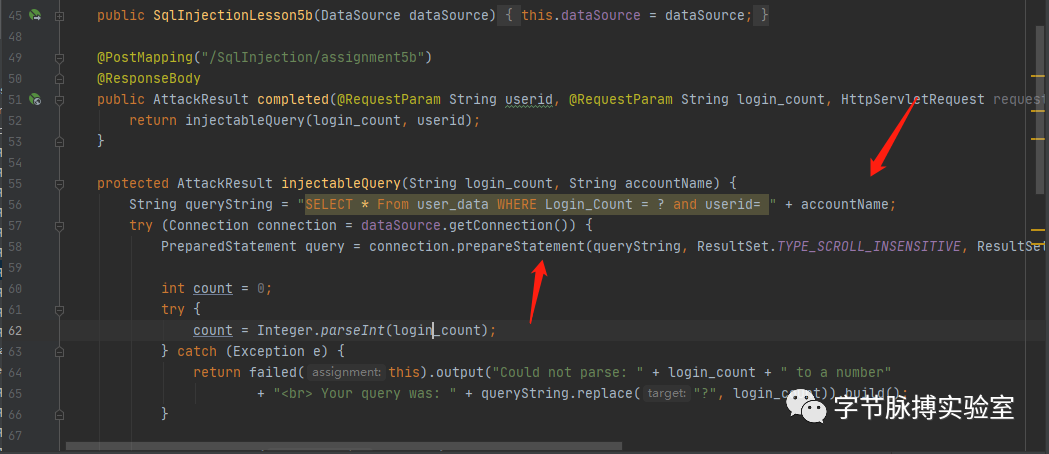 45 public SqlInjectionLesson5b(DataSource dataSource) { this.dataSource = dataSource; }
48
49 @PostMapping("/SqlInjection/assignment5b")
50 @ResponseBody
51 public AttackResult completed(@RequestParam String userid, @RequestParam String login_count, HttpServletRequest request
52 return injectableQuery(login_count, userid);
53 }
54
55 protected AttackResult injectableQuery(String login_count, String accountName) {
56 String queryString = "SELECT * From user_data WHERE Login_Count = ? and userid= " + accountName;
57 try (Connection connection = dataSource.getConnection()) {
58 PreparedStatement query = connection.prepareStatement(queryString, ResultSet.TYPE_SCROLL_INSENSITIVE, ResultSe
59
60 int count = 0;
61 try {
62 count = Integer.parseInt(login_count);
63 } catch (Exception e) {
64 return failed( assignment: this).output("Could not parse: " + login_count + " to a number"
65 + "<br> Your query was: " + queryString.replace( target: "?", login_count)).build();
66 }
67
字节脉搏实验室